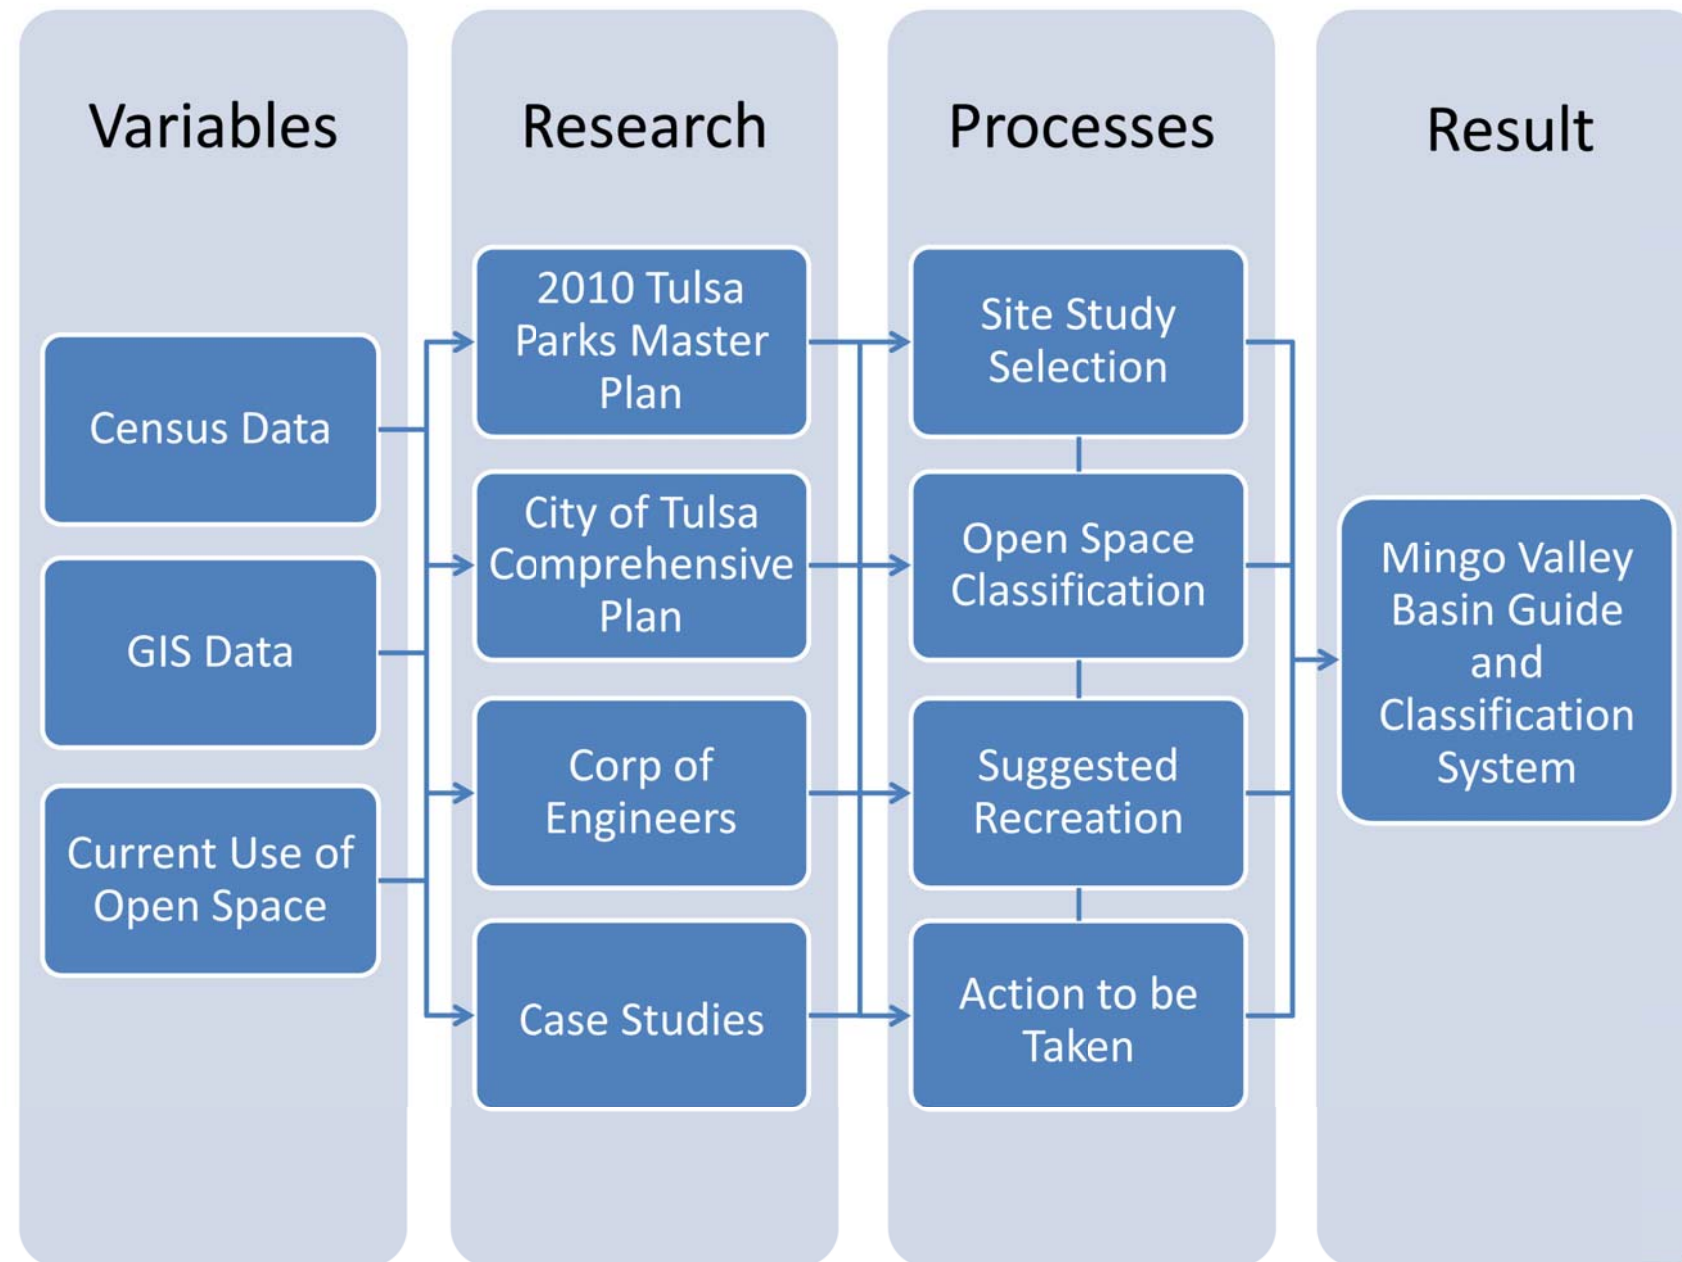 Variables
Census Data
GIS Data
Current Use of
Open Space
Research
2010 Tulsa
Parks Master
Plan
City of Tulsa
Comprehensive
Plan
Corp of
Engineers
Case Studies
Processes
Site Study
Selection
Open Space
Classification
Suggested
Recreation
Action to be
Taken
Result
Mingo Valley
Basin Guide
and
Classification
System